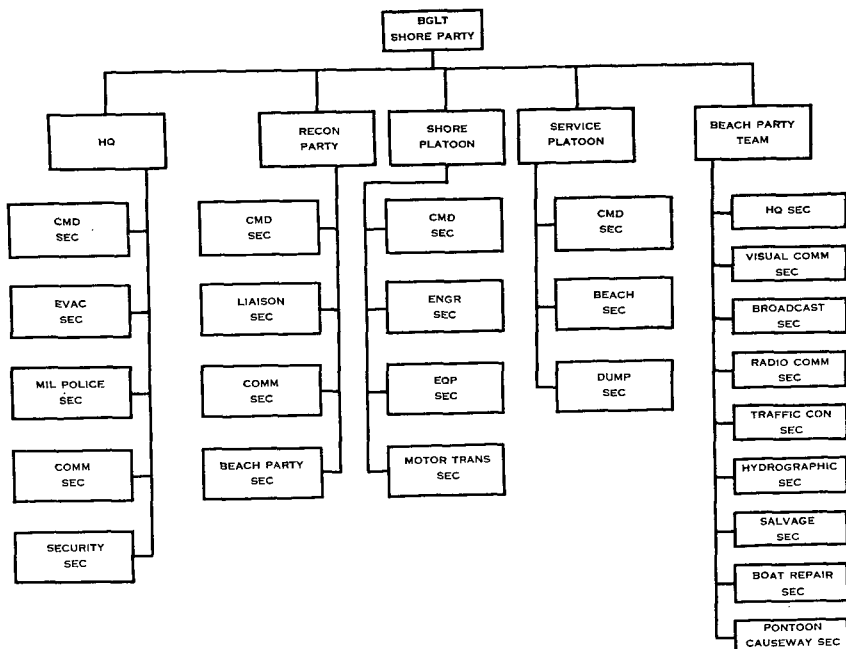 BGLT
SHORE PARTY
HQ
RECON
PARTY
SHORE
PLATOON
SERVICE
PLATOON
BEACH PARTY
TEAM
CMD
SEC
EVAC
SEC
MIL POLICE
SEC
COMM
SEC
SECURITY
SEC
CMD
SEC
LIAISON
SEC
COMM
SEC
BEACH PARTY
SEC
CMD
SEC
ENGR
SEC
EQP
SEC
MOTOR TRANS
SEC
CMD
SEC
BEACH
SEC
DUMP
SEC
HQ SEC
VISUAL COMM
SEC
BROADCAST
SEC
RADIO COMM
SEC
TRAFFIC CON
SEC
HYDROGRAPHIC
SEC
SALVAGE
SEC
BOAT REPAIR
SEC
PONTOON
CAUSEWAY SEC